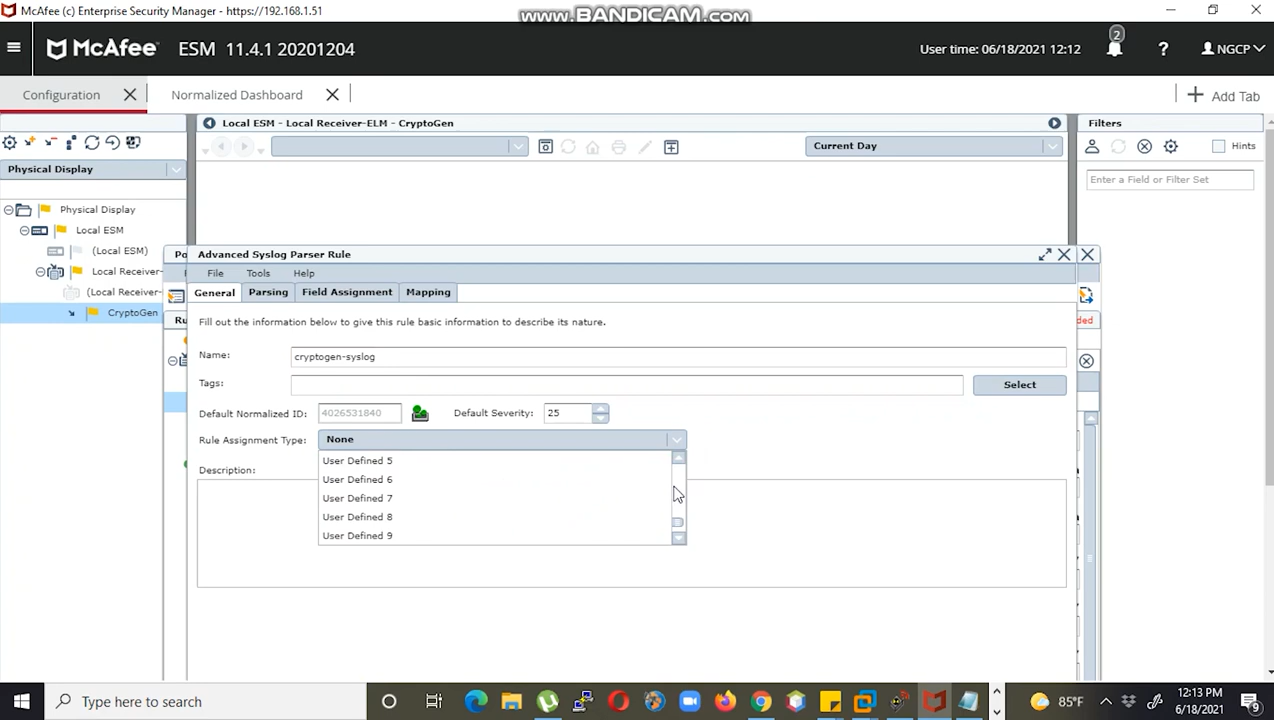 McAfee (c) Enterprise Security Manager - https://192.168.1.51
www.BANDICAM.com
McAfee ESM 11.4.1 20201204
User time: 06/18/2021 12:12
2
?
NGCP
Configuration
Normalized Dashboard
Add Tab
Local ESM - Local Receiver-ELM - CryptoGen
Filters
Current Day
Hints
Physical Display
Enter a Field or Filter Set
Physical Display
Local ESM
(Local ESM)
Local Receiver-
(Local Receiver-
CryptoGen
Po
Advanced Syslog Parser Rule
File
Tools
Help
General
Parsing
Field Assignment
Mapping
Ru
ded
Fill out the information below to give this rule basic information to describe its nature.
Name:
cryptogen-syslog
Tags:
Select
Default Normalized ID:
4026531840
Default Severity:
25
Rule Assignment Type:
None
User Defined 5
Description:
User Defined 6
User Defined 7
User Defined 8
User Defined 9
Type here to search
85°F
12:13 PM
6/18/2021
9